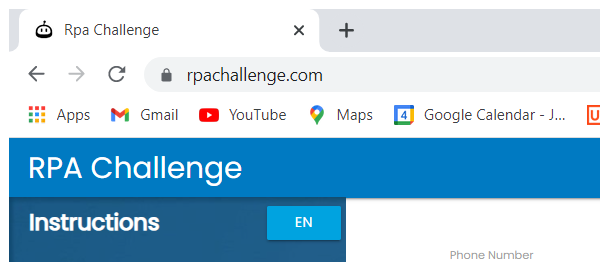 Rpa Challenge
rpachallenge.com
Apps Gmail YouTube Maps 4 Google Calendar - J... U
RPA Challenge
Instructions EN
Phone Number